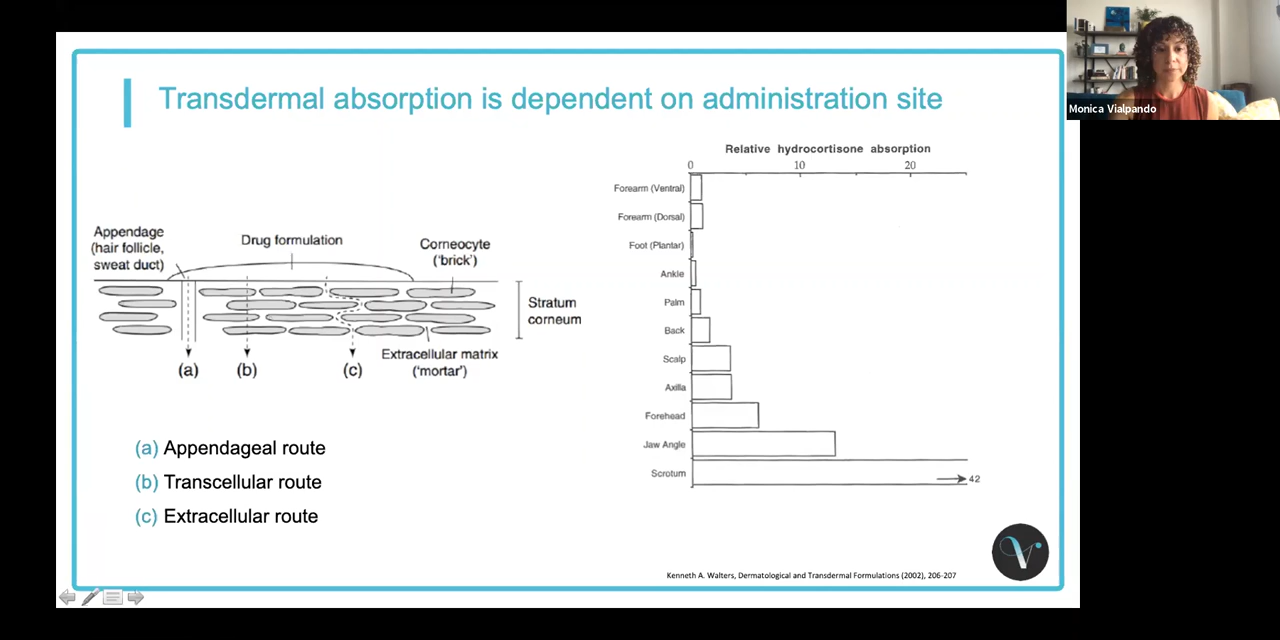 Monica Vialpando
Transdermal absorption is dependent on administration site
Appendage
(hair follicle,
sweat duct)
Drug formulation
Corneocyte
('brick')
Stratum
corneum
Extracellular matrix
('mortar')
(a)
(b)
(c)
(a) Appendageal route
(b) Transcellular route
(c) Extracellular route
Relative hydrocortisone absorption
0 10 20
Forearm (Ventral)
Forearm (Dorsal)
Foot (Plantar)
Ankle
Palm
Back
Scalp
Axilla
Forehead
Jaw Angle
Scrotum
42
Kenneth A. Walters, Dermatological and Transdermal Formulations (2002), 206-207
V